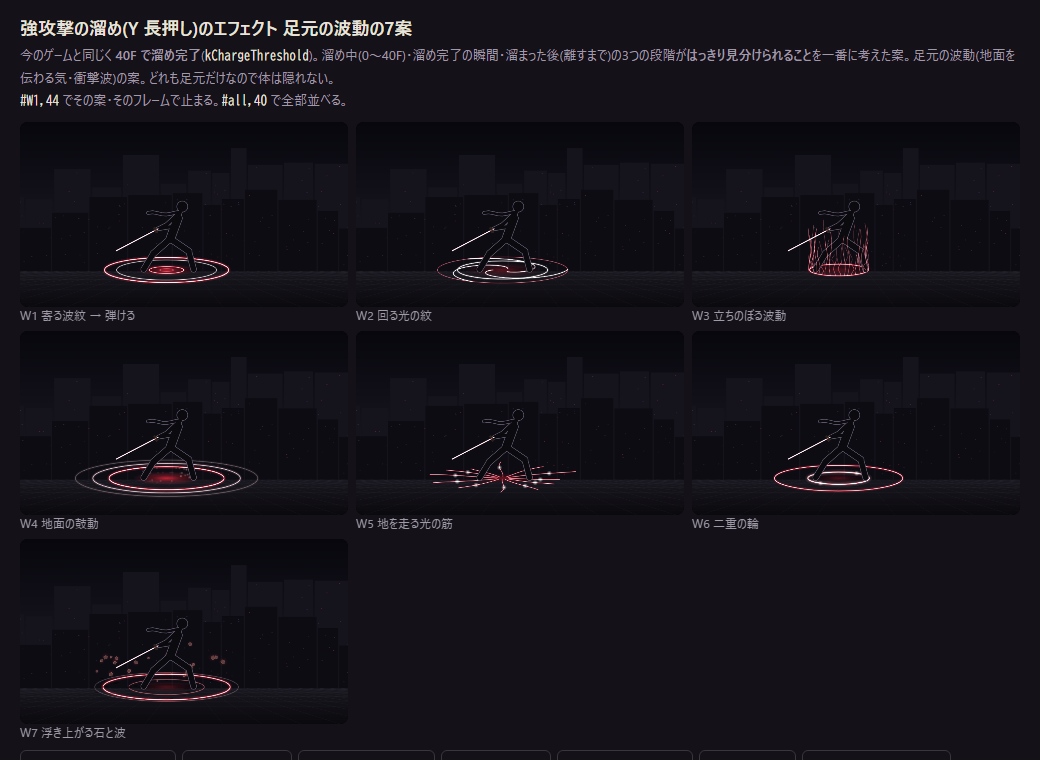 強攻撃の溜め(Y 長押し)のエフェクト 足元の波動の7案
今のゲームと同じく 40F で溜め完了(kChargeThreshold)。溜め中(0〜40F)・溜め完了の瞬間・溜まった後(離すまで)の3つの段階がはっきり見分けられることを一番に考えた案。足元の波動(地面を
伝わる気・衝撃波)の案。どれも足元だけなので体は隠れない。
#W1,44 でその案・そのフレームで止まる。#all,40 で全部並べる。
W1 寄る波紋 → 弾ける
W2 回る光の紋
W3 立ちのぼる波動
W4 地面の鼓動
W5 地を走る光の筋
W6 二重の輪
W7 浮き上がる石と波